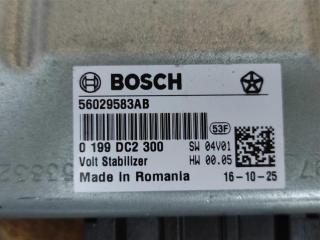 BOSCH
56029583AB
53F
0 199 DC2 300 SW 04V01
Volt Stabilizer HW 00.05
Made in Romania 16-10-25